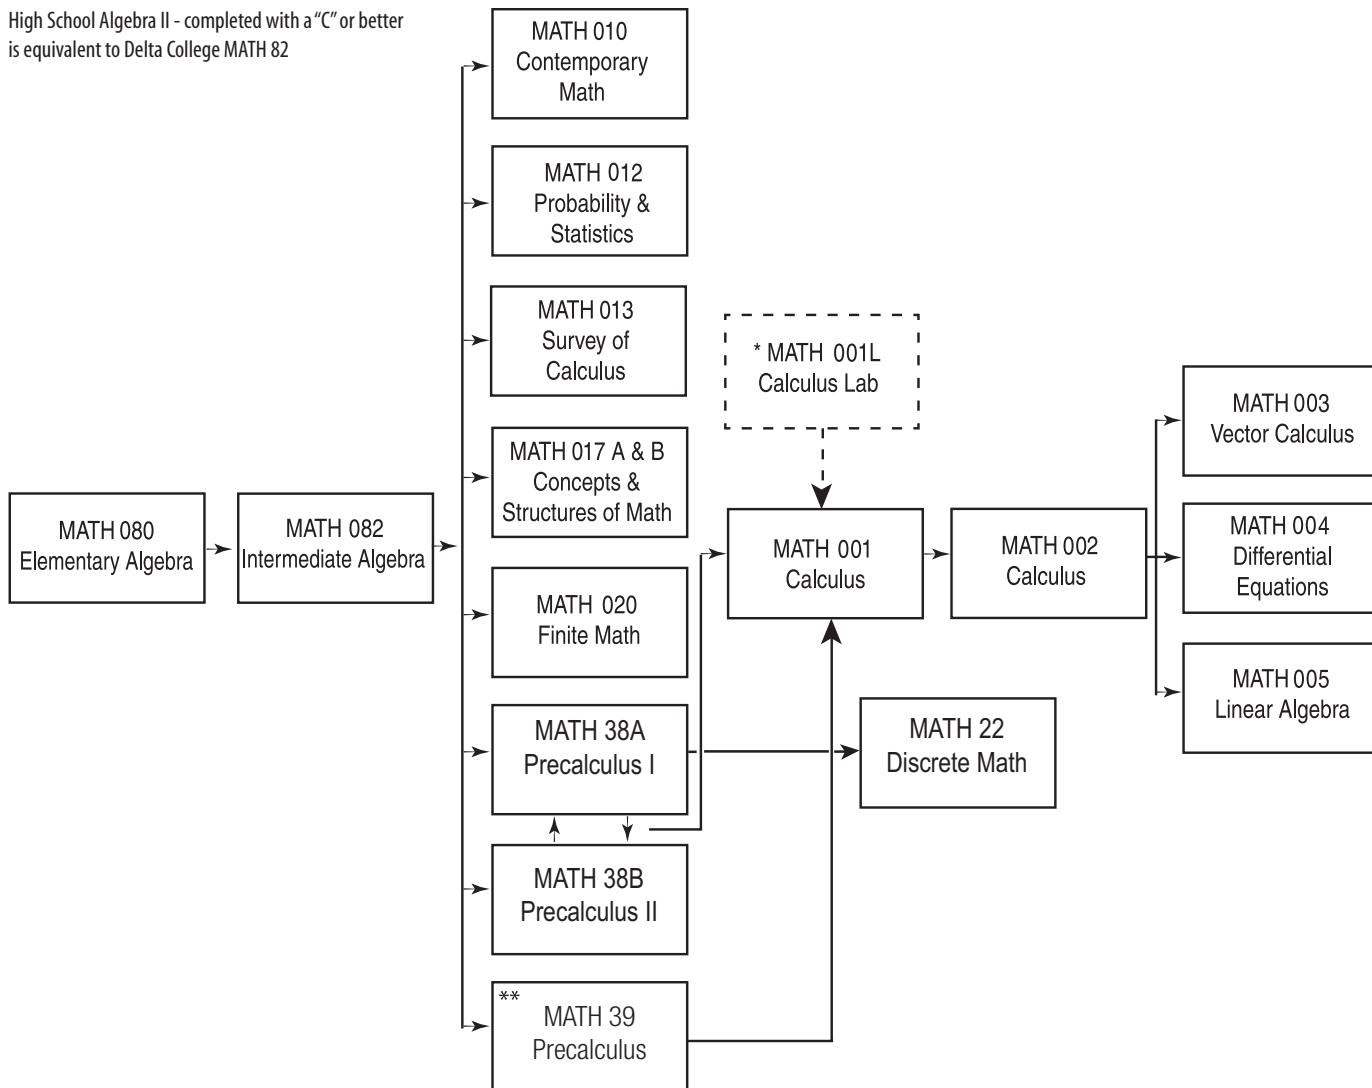 High School Algebra II - completed with a “C” or better
is equivalent to Delta College MATH 82
MATH 010
Contemporary
Math
MATH 012
Probability &
Statistics
MATH 013
Survey of
Calculus
* MATH 001L
Calculus Lab
MATH 003
Vector Calculus
MATH 017 A & B
Concepts &
Structures of Math
MATH 080
Elementary Algebra
MATH 082
Intermediate Algebra
MATH 001
Calculus
MATH 002
Calculus
MATH 004
Differential
Equations
MATH 020
Finite Math
MATH 005
Linear Algebra
MATH 38A
Precalculus I
MATH 22
Discrete Math
MATH 38B
Precalculus II
**
MATH 39
Precalculus